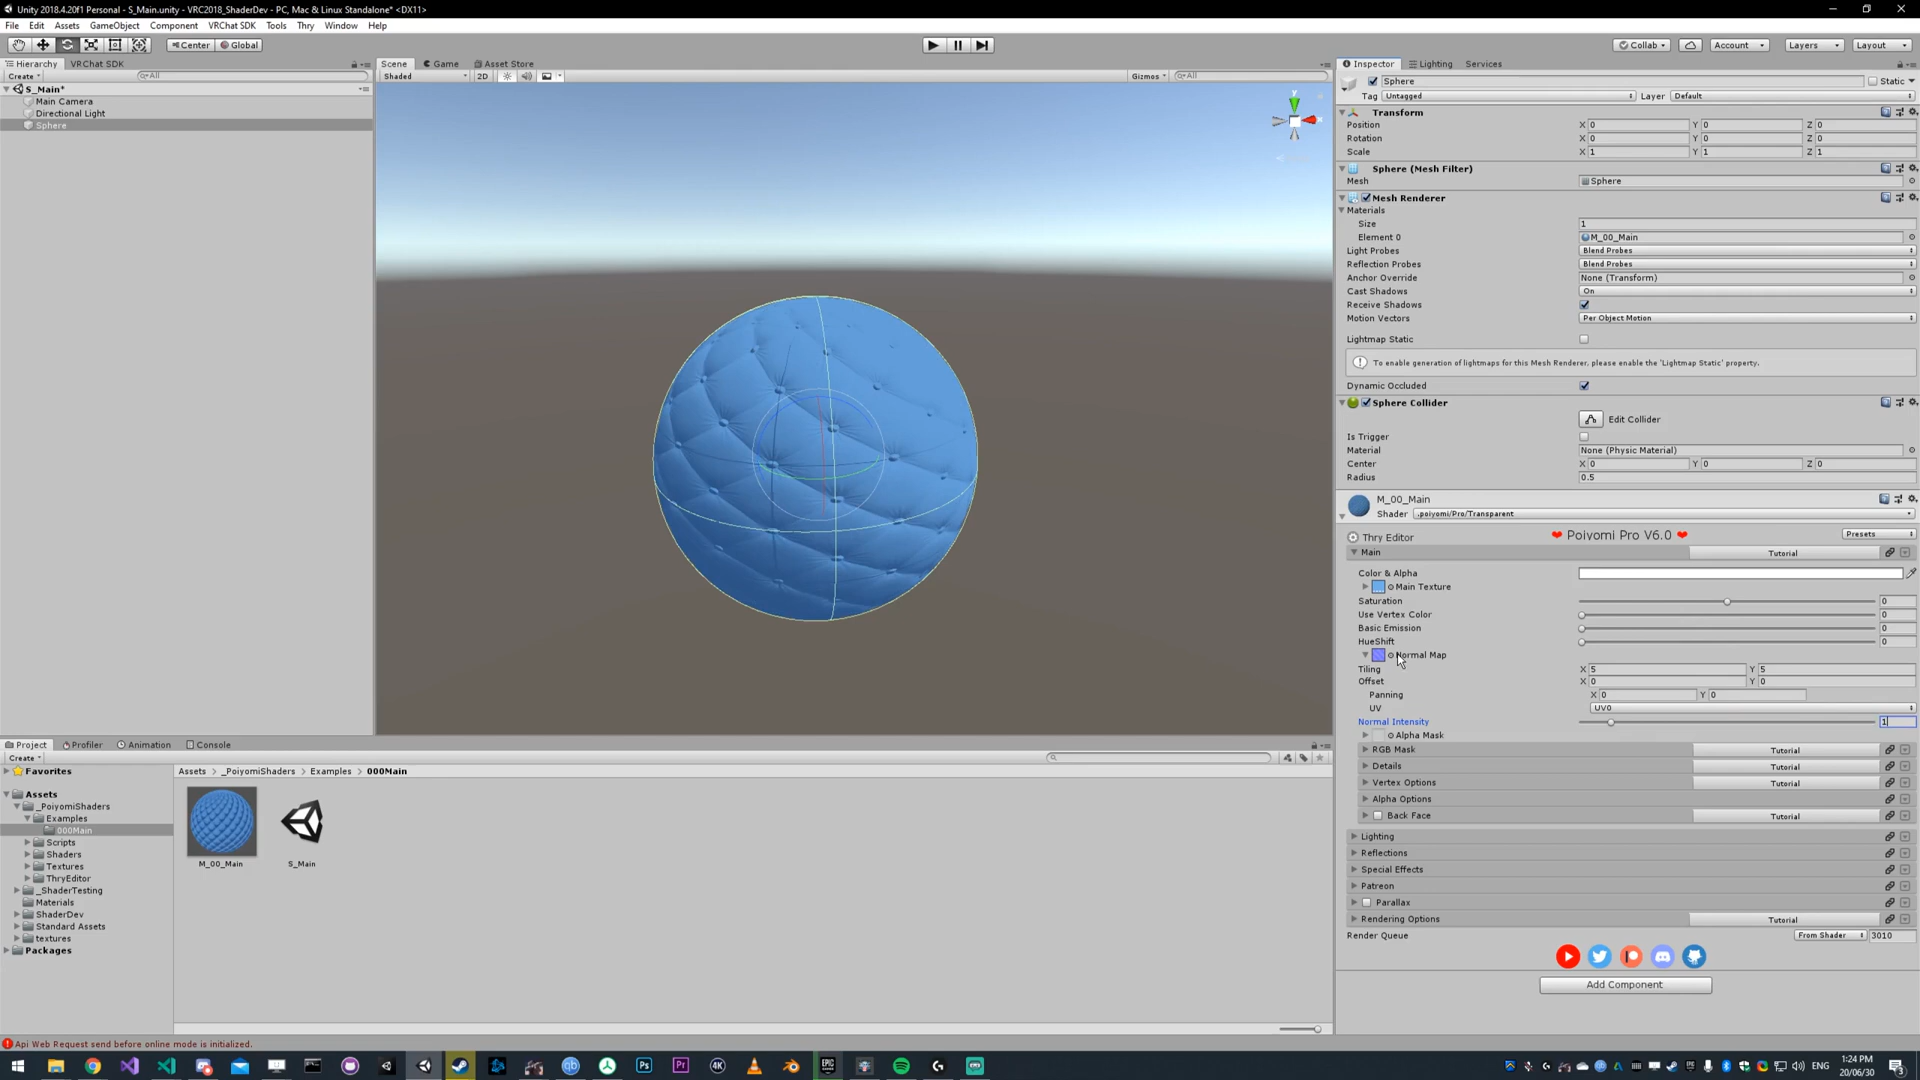 Unity 2018.4.20f1 Personal - S_Main.unity - VRC2018_ShaderDev - PC, Mac & Linux Standalone* <DX11>
File Edit Assets GameObject Component VRChat SDK Tools Thry Window Help
Center Global Collab Account Layers Layout
Hierarchy VRChat SDK
Create All
S_Main*
Main Camera
Directional Light
Sphere
Scene Game Asset Store
Shaded 2D Gizmos All
y
x
Inspector Lighting Services
Sphere Static
Tag Untagged Layer Default
Transform
Position X 0 Y 0 Z 0
Rotation X 0 Y 0 Z 0
Scale X 1 Y 1 Z 1
Sphere (Mesh Filter)
Mesh Sphere
Mesh Renderer
Materials
Size 1
Element 0 M_00_Main
Light Probes Blend Probes
Reflection Probes Blend Probes
Anchor Override None (Transform)
Cast Shadows On
Receive Shadows
Motion Vectors Per Object Motion
Lightmap Static
To enable generation of lightmaps for this Mesh Renderer, please enable the 'Lightmap Static' property.
Dynamic Occluded
Sphere Collider
Edit Collider
Is Trigger
Material None (Physic Material)
Center X 0 Y 0 Z 0
Radius 0.5
M_00_Main
Shader .poiyomi/Pro/Transparent
Thry Editor ❤ Poiyomi Pro V6.0 ❤ Presets
Main Tutorial
Color & Alpha
Main Texture
Saturation 0
Use Vertex Color 0
Basic Emission 0
HueShift 0
Normal Map
Tiling X 5 Y 5
Offset X 0 Y 0
Panning X 0 Y 0
UV UV0
Normal Intensity 1
Alpha Mask
RGB Mask Tutorial
Details Tutorial
Vertex Options Tutorial
Alpha Options
Back Face Tutorial
Lighting
Reflections
Special Effects
Patreon
Parallax
Rendering Options Tutorial
Render Queue From Shader 3010
Add Component
Project Profiler Animation Console
Create
Favorites
Assets
_PoiyomiShaders
Examples
000Main
Scripts
Shaders
Textures
ThryEditor
_ShaderTesting
Materials
ShaderDev
Standard Assets
textures
Packages
Assets _PoiyomiShaders Examples 000Main
M_00_Main S_Main
Api Web Request send before online mode is initialized.
qb Ps Pr 4K EPIC GAMES
ENG 1:24 PM
20/06/30
3